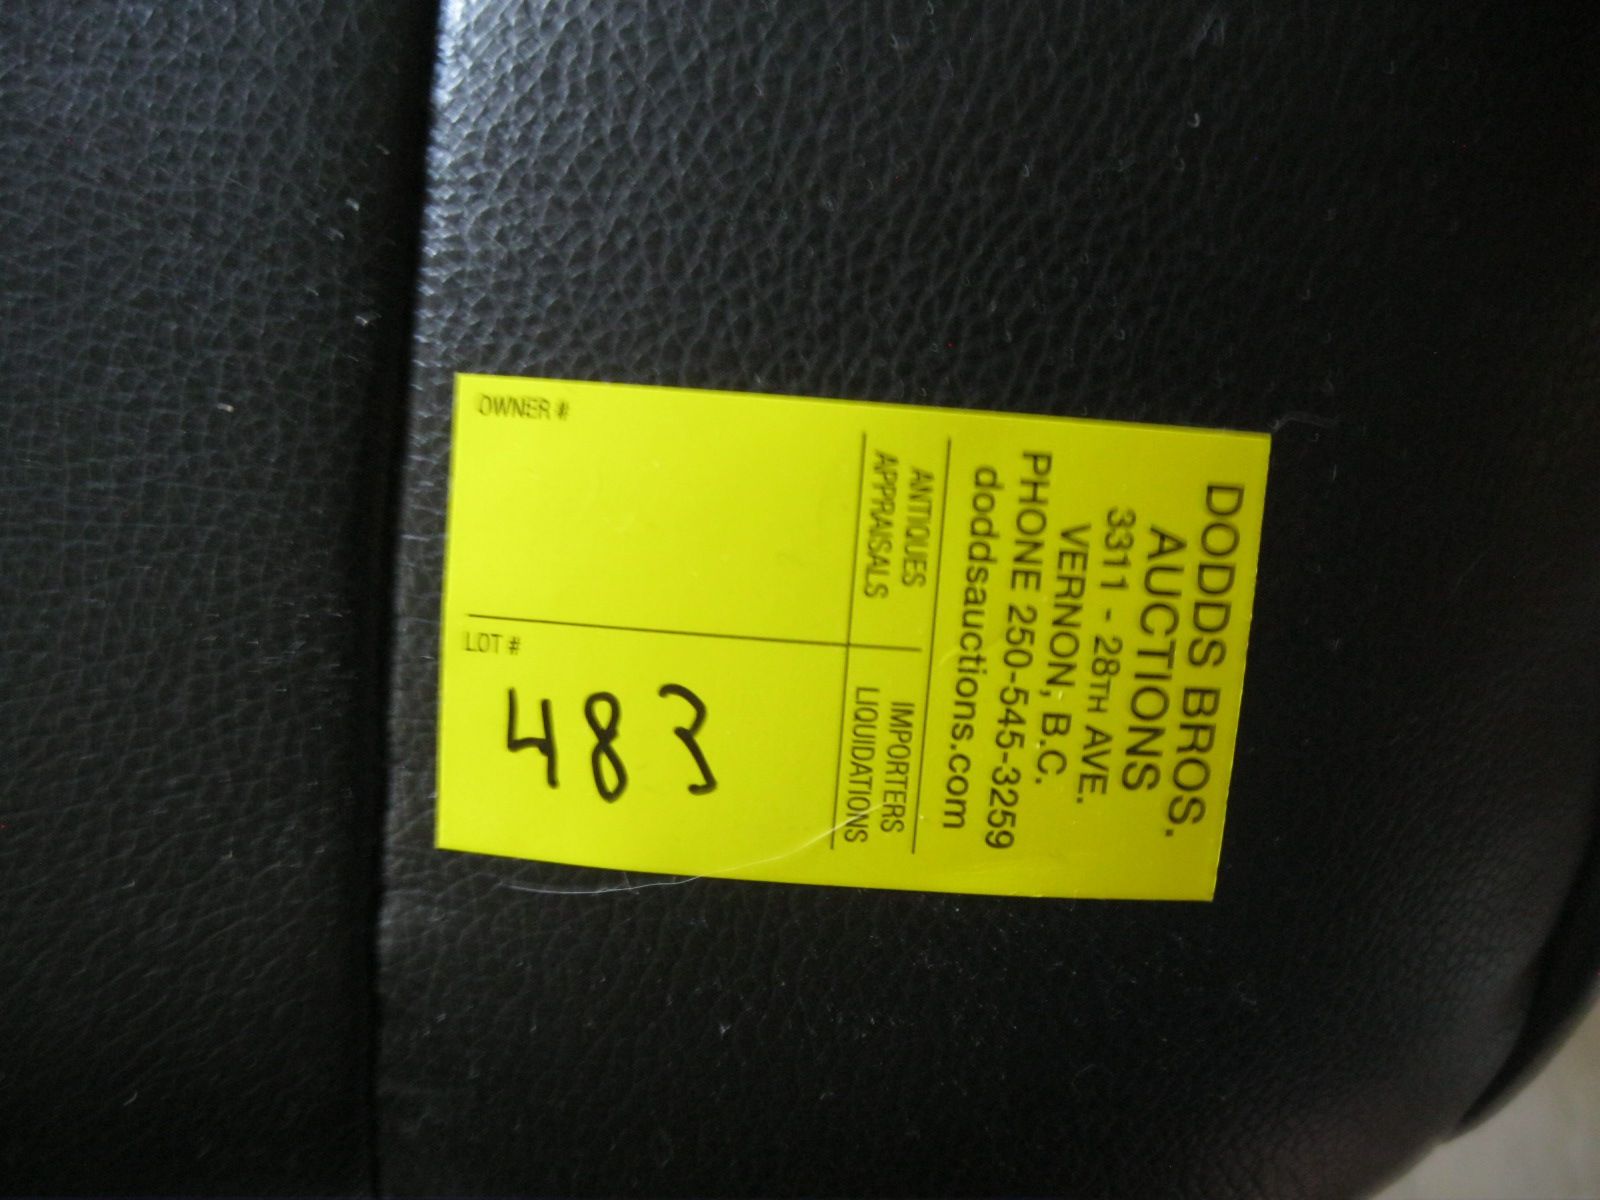 DODDS BROS.
AUCTIONS
3311 - 28TH AVE.
VERNON, B.C.
PHONE 250-545-3259
doddsauctions.com
ANTIQUES
APPRAISALS
IMPORTERS
LIQUIDATIONS
OWNER #
LOT #
483